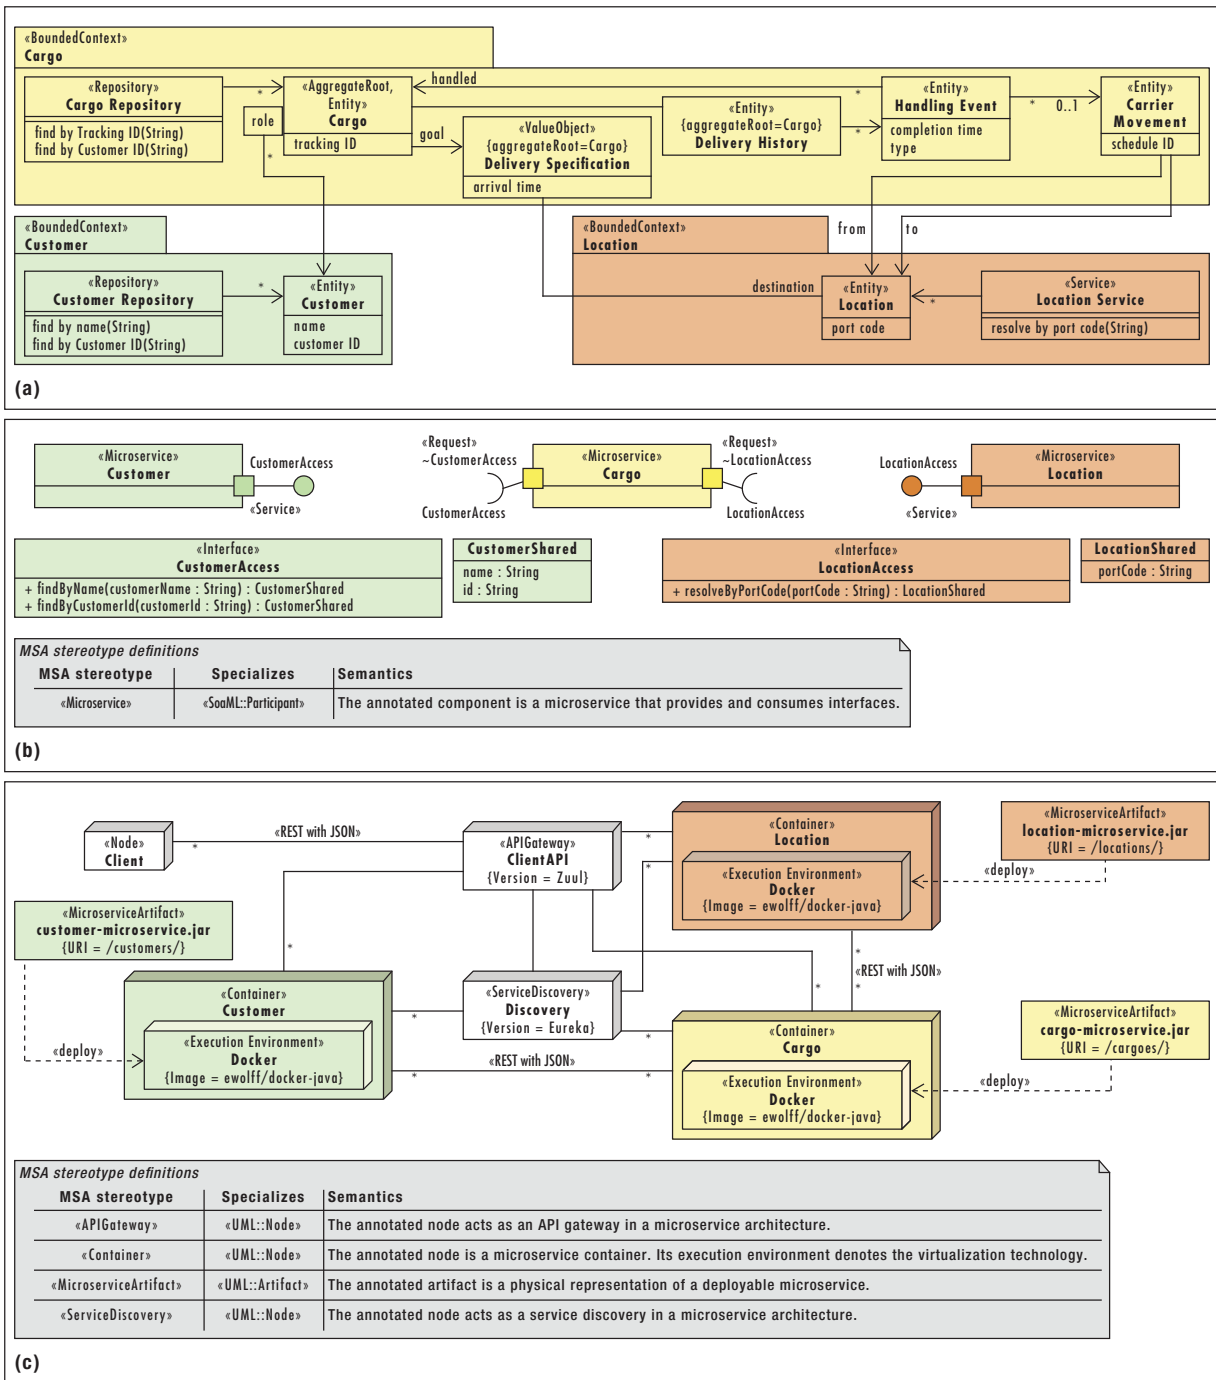 «BoundedContext»
Cargo
«Repository»
Cargo Repository
find by Tracking ID(String)
find by Customer ID(String)
*
role
*
«AggregateRoot,
Entity»
Cargo
tracking ID
handled
goal
«ValueObject»
{aggregateRoot=Cargo}
Delivery Specification
arrival time
«Entity»
{aggregateRoot=Cargo}
Delivery History
*
*
«Entity»
Handling Event
completion time
type
*
0..1
«Entity»
Carrier
Movement
schedule ID
«BoundedContext»
Customer
«Repository»
Customer Repository
find by name(String)
find by Customer ID(String)
*
«Entity»
Customer
name
customer ID
«BoundedContext»
Location
from
to
destination
«Entity»
Location
port code
*
«Service»
Location Service
resolve by port code(String)
(a)
«Microservice»
Customer
CustomerAccess
«Service»
«Request»
~CustomerAccess
CustomerAccess
«Microservice»
Cargo
«Request»
~LocationAccess
LocationAccess
LocationAccess
«Service»
«Microservice»
Location
«Interface»
CustomerAccess
+ findByName(customerName : String) : CustomerShared
+ findByCustomerId(customerId : String) : CustomerShared
CustomerShared
name : String
id : String
«Interface»
LocationAccess
+ resolveByPortCode(portCode : String) : LocationShared
LocationShared
portCode : String
MSA stereotype definitions
MSA stereotype Specializes Semantics
«Microservice» «SoaML::Participant» The annotated component is a microservice that provides and consumes interfaces.
(b)
«Node»
Client
*
«REST with JSON»
«APIGateway»
ClientAPI
{Version = Zuul}
*
«Container»
Location
«Execution Environment»
Docker
{Image = ewolff/docker-java}
*
«MicroserviceArtifact»
location-microservice.jar
{URI = /locations/}
«deploy»
«MicroserviceArtifact»
customer-microservice.jar
{URI = /customers/}
«deploy»
*
«Container»
Customer
«Execution Environment»
Docker
{Image = ewolff/docker-java}
*
*
«ServiceDiscovery»
Discovery
{Version = Eureka}
«REST with JSON»
*
*
*
*
«REST with JSON»
*
«Container»
Cargo
«Execution Environment»
Docker
{Image = ewolff/docker-java}
«MicroserviceArtifact»
cargo-microservice.jar
{URI = /cargoes/}
«deploy»
MSA stereotype definitions
MSA stereotype Specializes Semantics
«APIGateway» «UML::Node» The annotated node acts as an API gateway in a microservice architecture.
«Container» «UML::Node» The annotated node is a microservice container. Its execution environment denotes the virtualization technology.
«MicroserviceArtifact» «UML::Artifact» The annotated artifact is a physical representation of a deployable microservice.
«ServiceDiscovery» «UML::Node» The annotated node acts as a service discovery in a microservice architecture.
(c)